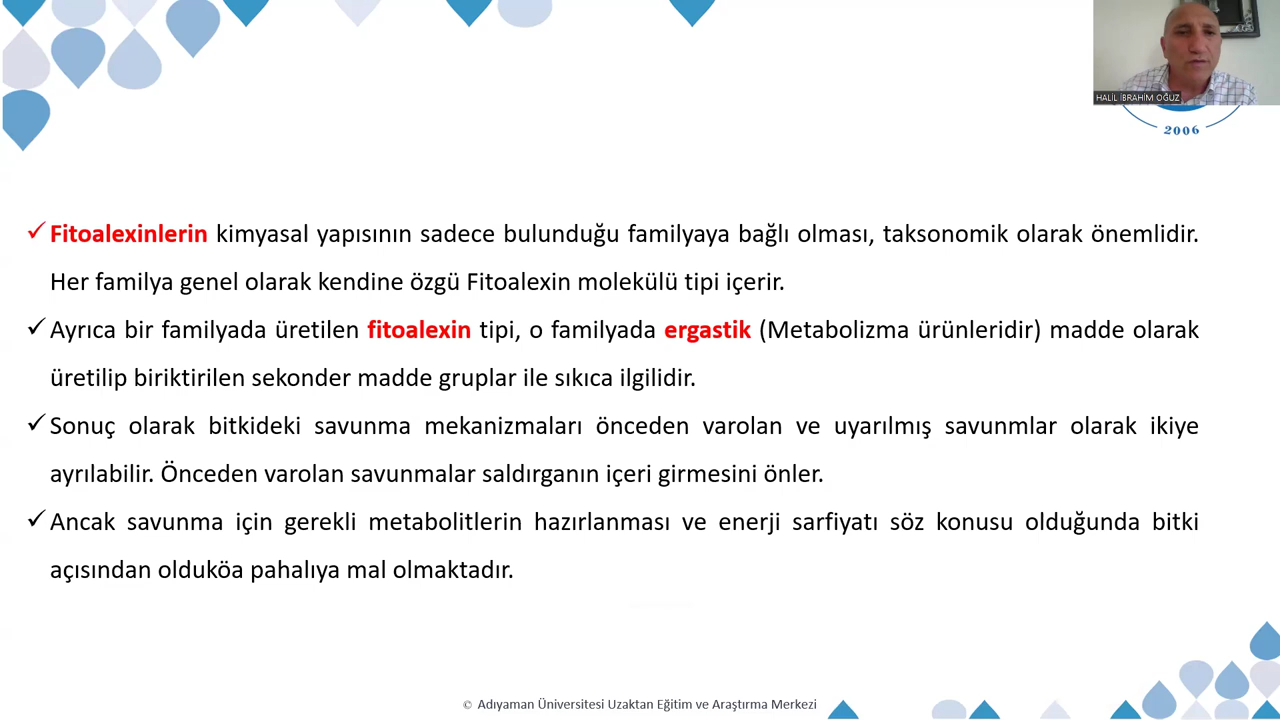 HALİL İBRAHİM OĞUZ
2006
Fitoalexinlerin kimyasal yapısının sadece bulunduğu familyaya bağlı olması, taksonomik olarak önemlidir.
Her familya genel olarak kendine özgü Fitoalexin molekülü tipi içerir.
Ayrıca bir familyada üretilen fitoalexin tipi, o familyada ergastik (Metabolizma ürünleridir) madde olarak
üretilip biriktirilen sekonder madde gruplar ile sıkıca ilgilidir.
Sonuç olarak bitkideki savunma mekanizmaları önceden varolan ve uyarılmış savunmlar olarak ikiye
ayrılabilir. Önceden varolan savunmalar saldırganın içeri girmesini önler.
Ancak savunma için gerekli metabolitlerin hazırlanması ve enerji sarfiyatı söz konusu olduğunda bitki
açısından olduköa pahalıya mal olmaktadır.
© Adıyaman Üniversitesi Uzaktan Eğitim ve Araştırma Merkezi